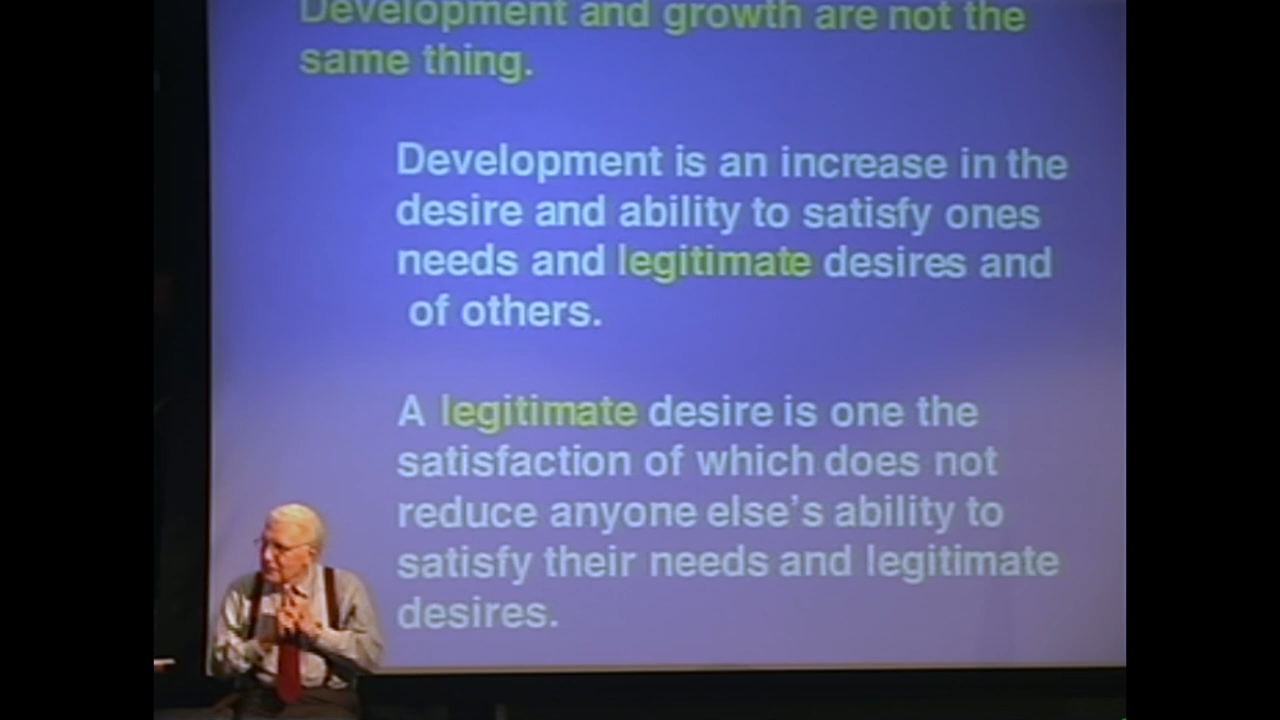 Development and growth are not the
same thing.
Development is an increase in the
desire and ability to satisfy ones
needs and legitimate desires and
of others.
A legitimate desire is one the
satisfaction of which does not
reduce anyone else's ability to
satisfy their needs and legitimate
desires.